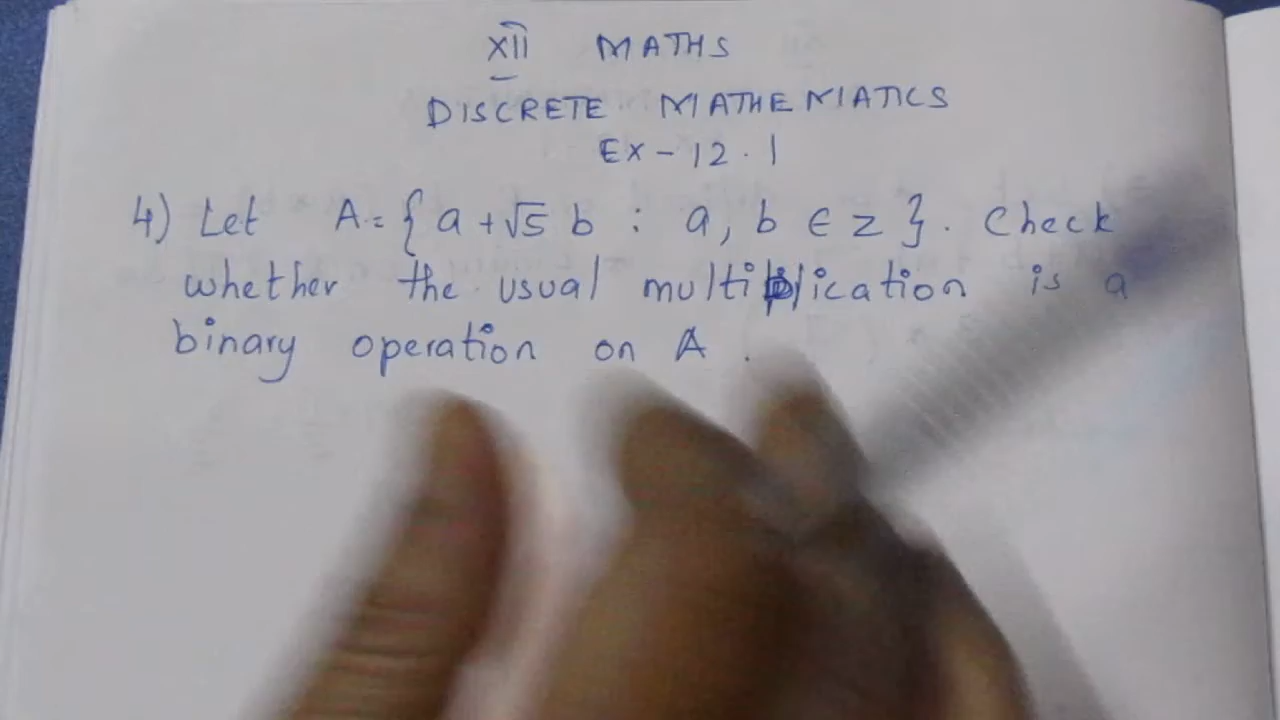 XII MATHS
DISCRETE MATHEMATICS
EX - 12.1
4) Let A = { a + √5 b : a, b ∈ z }. Check
whether the usual multiplication is a
binary operation on A.